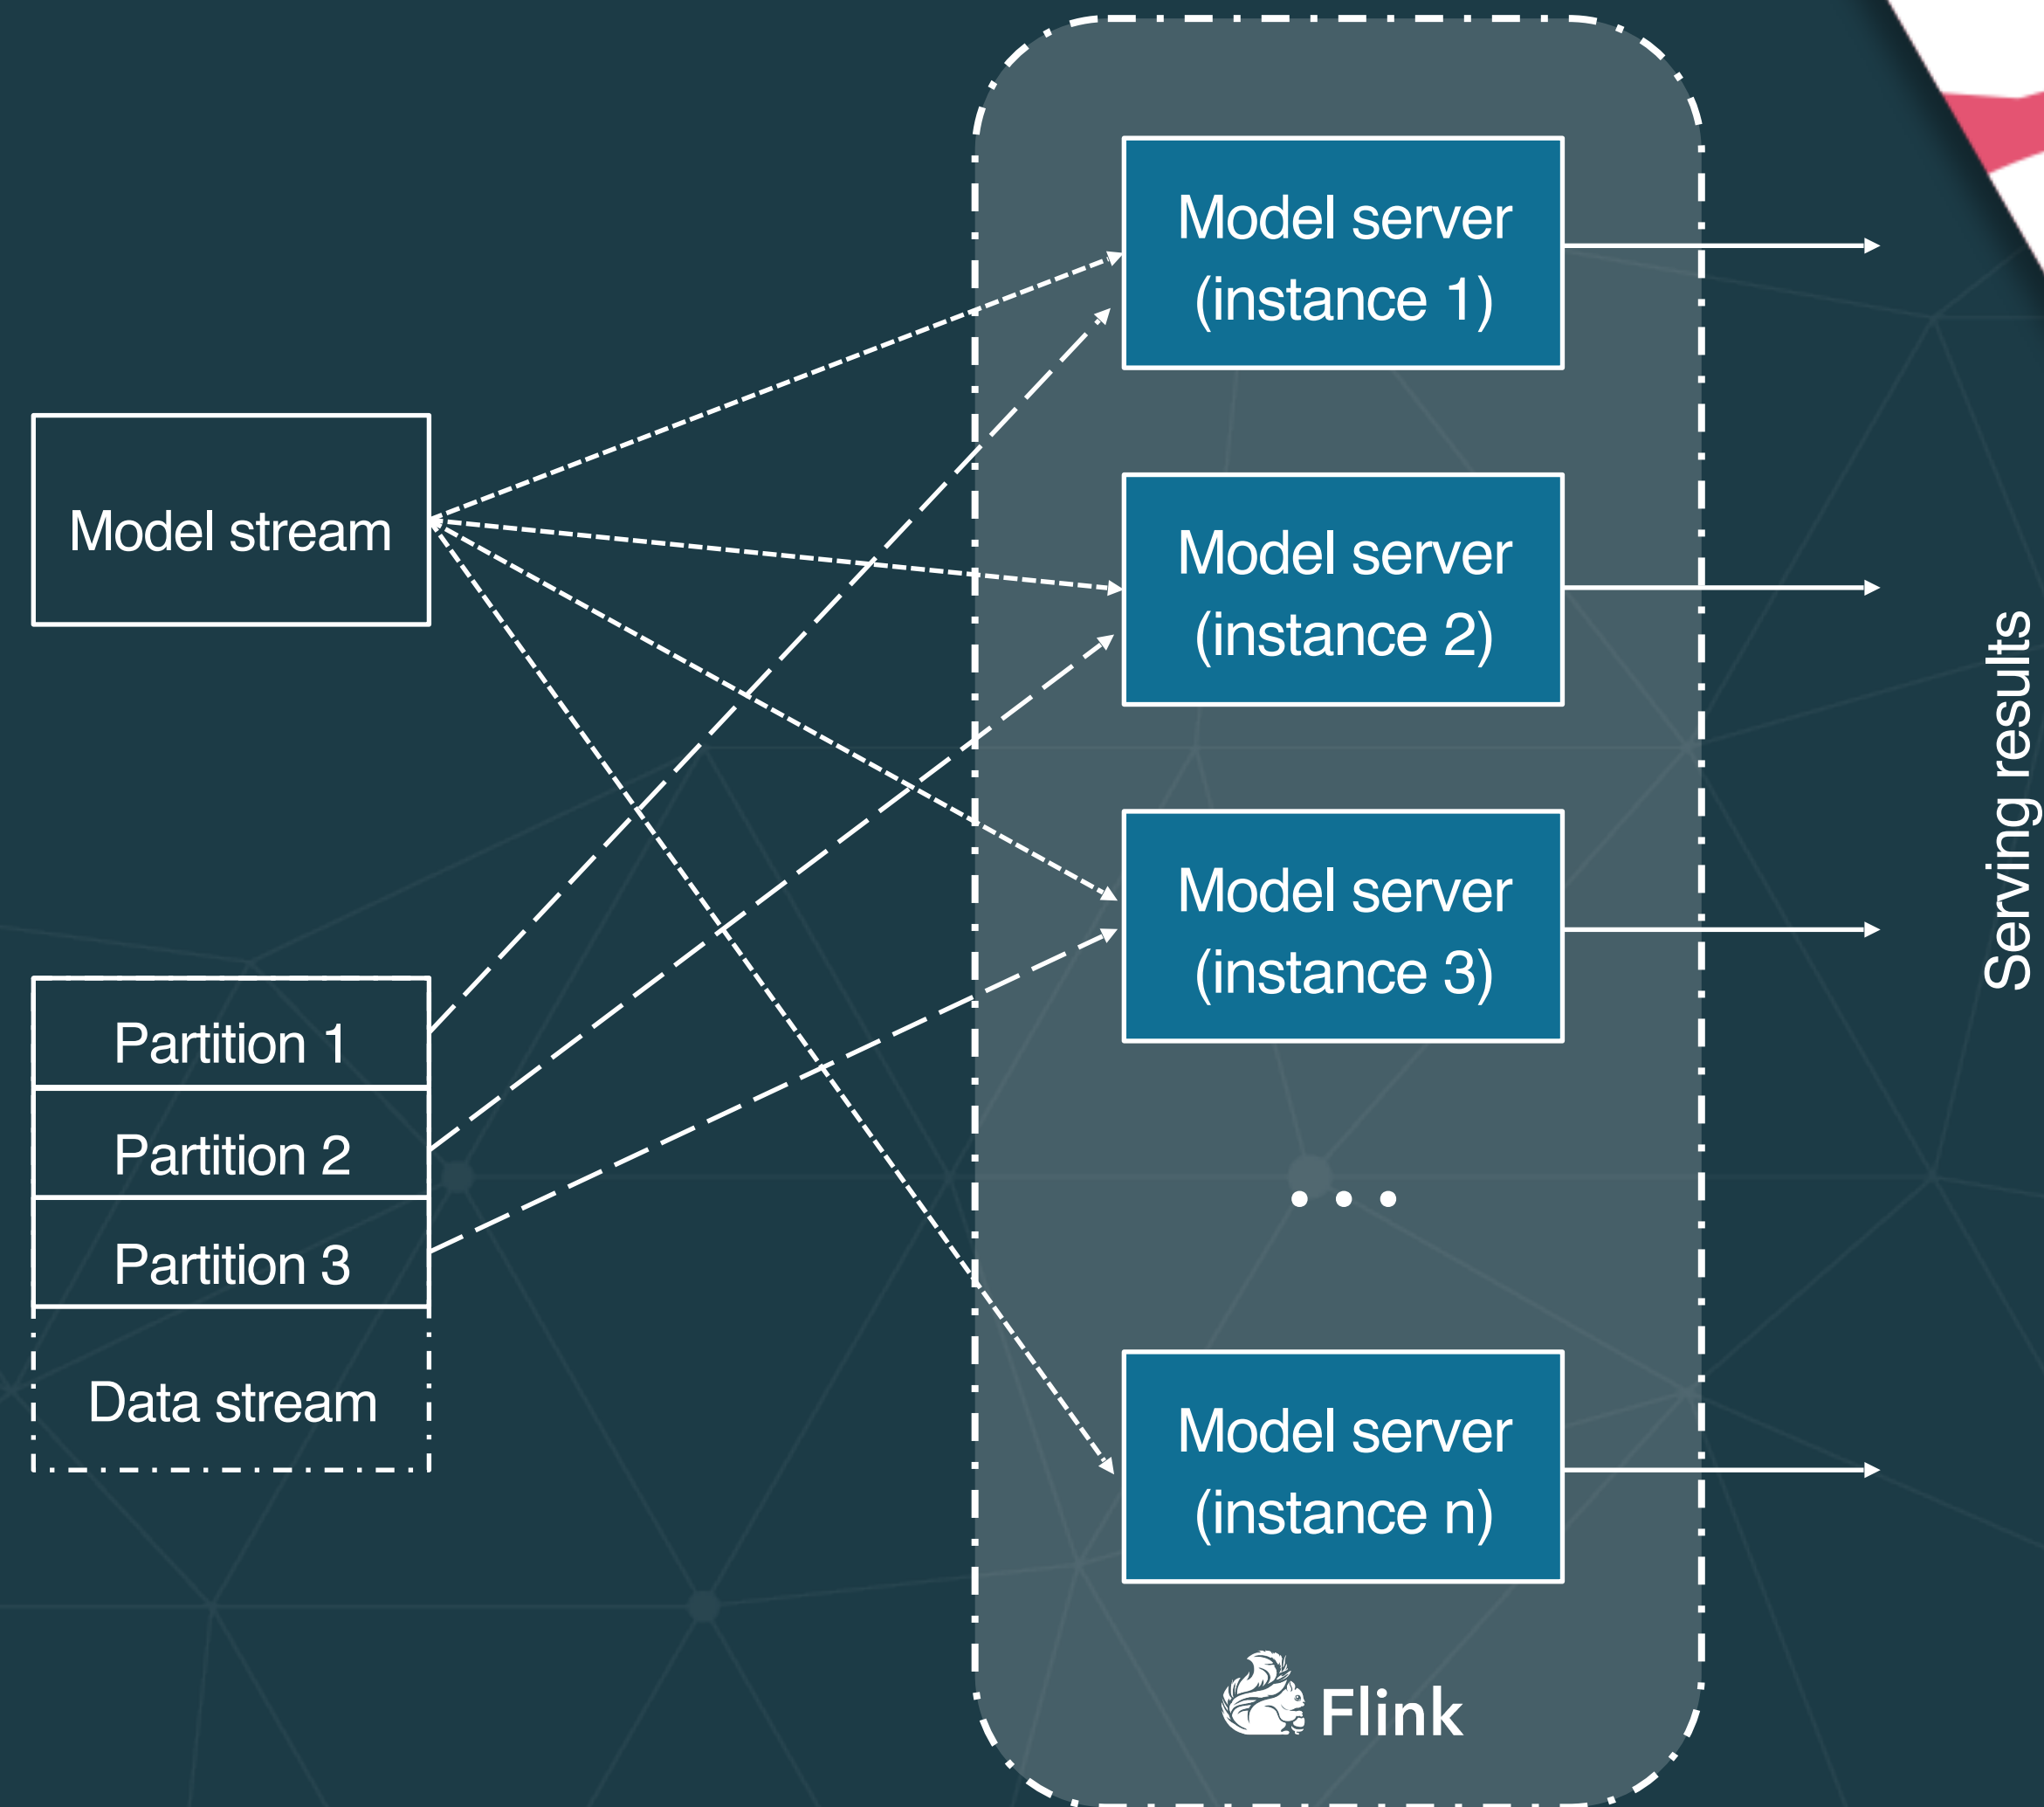 Model stream
Partition 1
Partition 2
Partition 3
Data stream
Model server
(instance 1)
Model server
(instance 2)
Model server
(instance 3)
...
Model server
(instance n)
Flink
Serving results